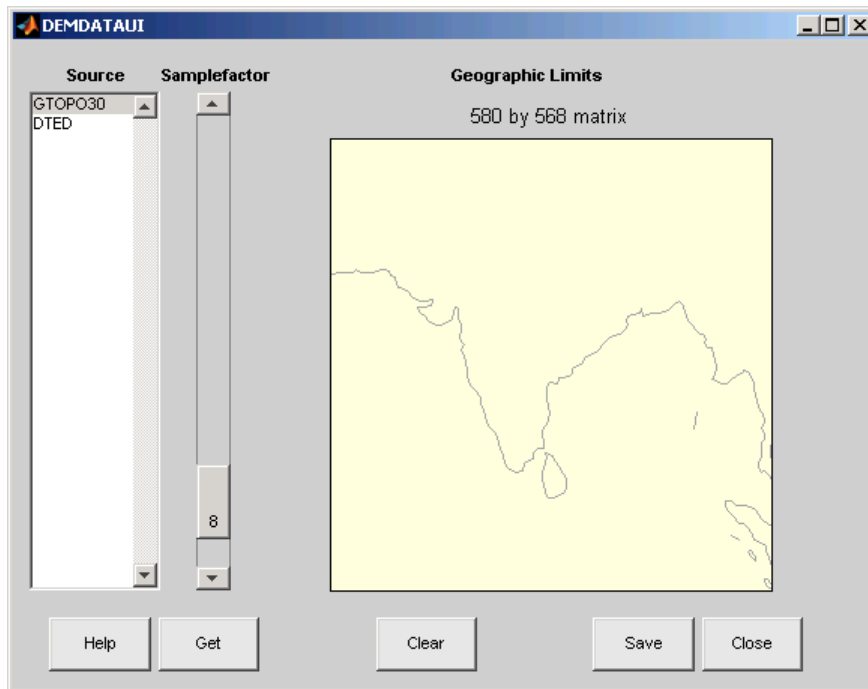 DEMDATAUI
Source
Samplefactor
Geographic Limits
580 by 568 matrix
GTOPO30
DTED
8
Help
Get
Clear
Save
Close